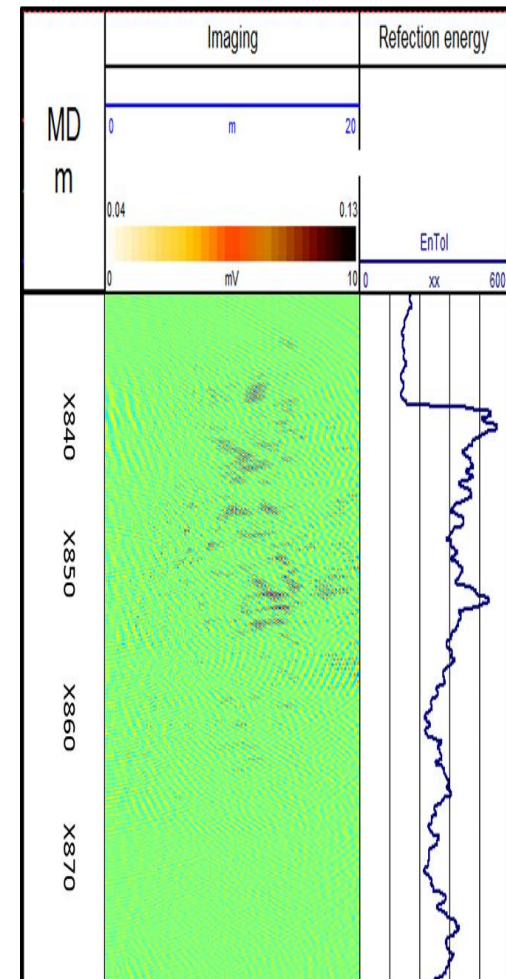 Imaging
Refection energy
MD
m
0 m 20
0.04 0.13
0 mV 10
EnTol
0 xx 600
X840
X850
X860
X870